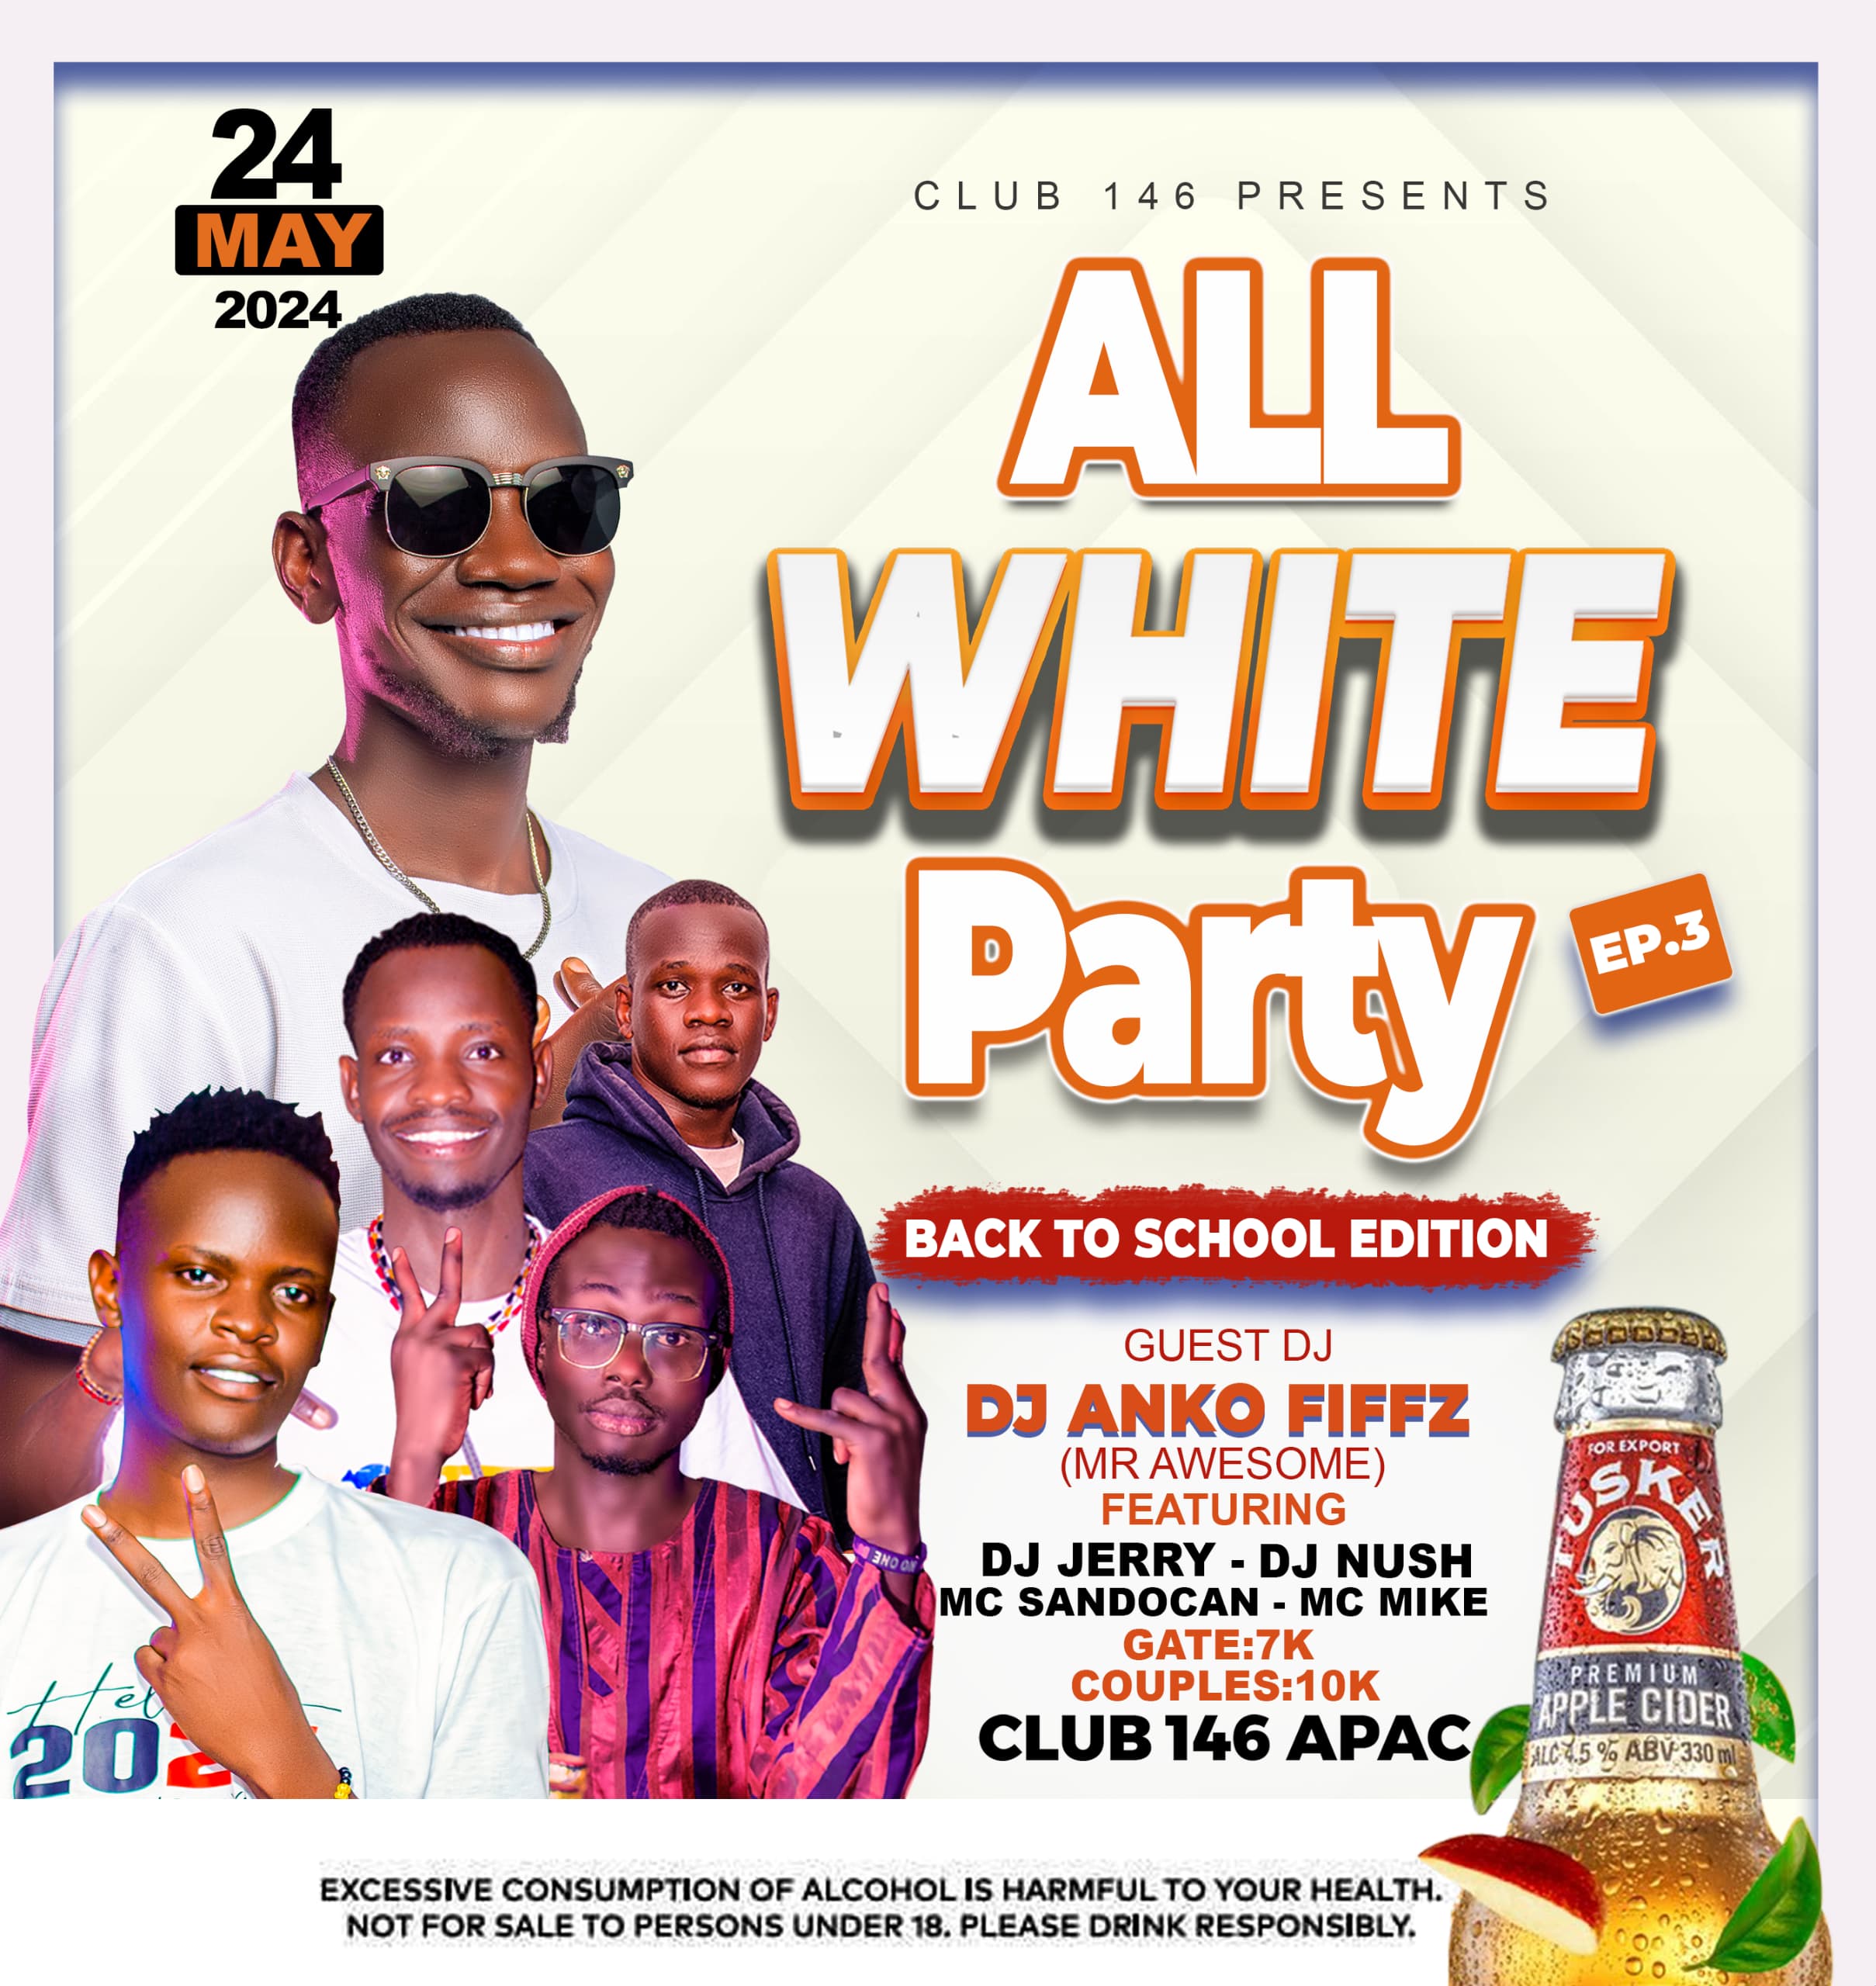 24
MAY
2024
CLUB 146 PRESENTS
ALL
WHITE
Party
EP.3
BACK TO SCHOOL EDITION
GUEST DJ
DJ ANKO FIFFZ
(MR AWESOME)
FEATURING
DJ JERRY - DJ NUSH
MC SANDOCAN - MC MIKE
GATE:7K
COUPLES:10K
CLUB 146 APAC
FOR EXPORT
TUSKER
PREMIUM
APPLE CIDER
ALC 4.5 % ABV 330 ml
NO ONE
EXCESSIVE CONSUMPTION OF ALCOHOL IS HARMFUL TO YOUR HEALTH.
NOT FOR SALE TO PERSONS UNDER 18. PLEASE DRINK RESPONSIBLY.